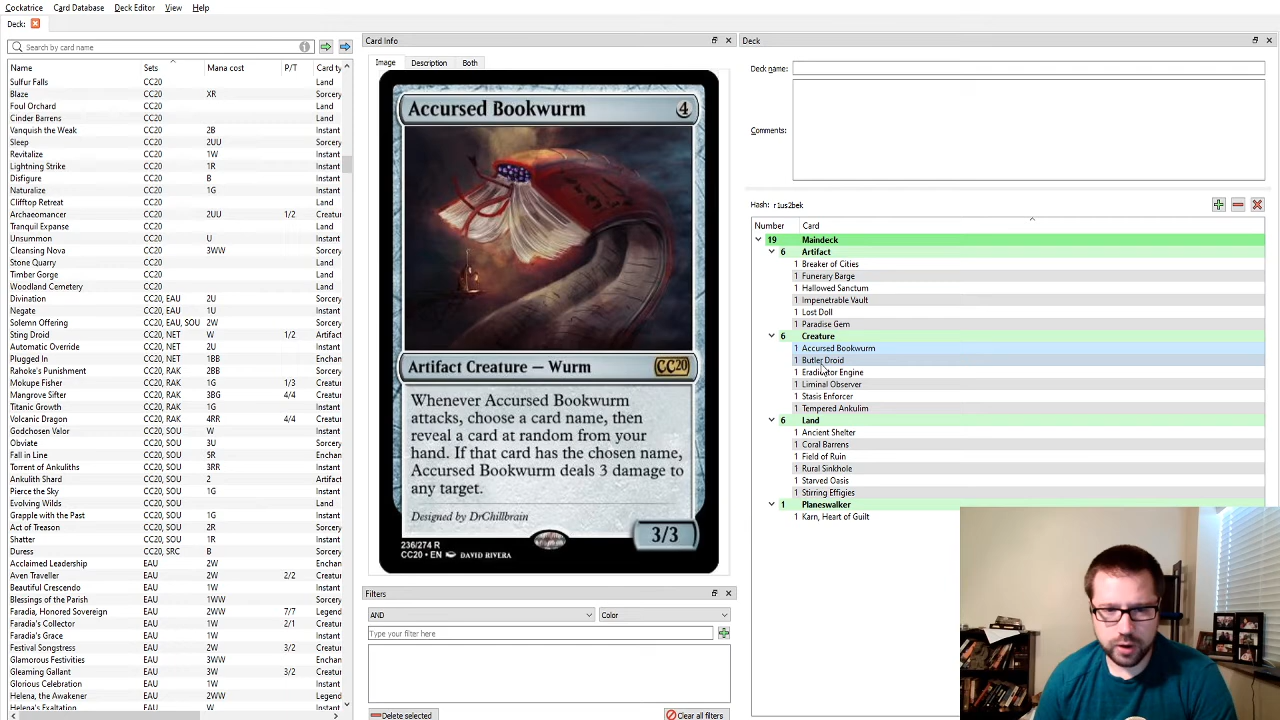 Cockatrice Card Database Deck Editor View Help
Deck:
Search by card name
Name Sets Mana cost P/T Card ty
Sulfur Falls CC20 Land
Blaze CC20 XR Sorcery
Foul Orchard CC20 Land
Cinder Barrens CC20 Land
Vanquish the Weak CC20 2B Instant
Sleep CC20 2UU Sorcery
Revitalize CC20 1W Instant
Lightning Strike CC20 1R Instant
Disfigure CC20 B Instant
Naturalize CC20 1G Instant
Clifftop Retreat CC20 Land
Archaeomancer CC20 2UU 1/2 Creatur
Tranquil Expanse CC20 Land
Unsummon CC20 U Instant
Cleansing Nova CC20 3WW Sorcery
Stone Quarry CC20 Land
Timber Gorge CC20 Land
Woodland Cemetery CC20 Land
Divination CC20, EAU 2U Sorcery
Negate CC20, EAU 1U Instant
Solemn Offering CC20, EAU, SOU 2W Sorcery
Sting Droid CC20, NET W 1/2 Artifact
Automatic Override CC20, NET 2U Instant
Plugged In CC20, NET 1BB Enchan
Rahoke's Punishment CC20, RAK 2BB Sorcery
Mokupe Fisher CC20, RAK 1G 1/3 Creatur
Mangrove Sifter CC20, RAK 3BG 4/4 Creatur
Titanic Growth CC20, RAK 1G Instant
Volcanic Dragon CC20, RAK 4RR 4/4 Creatur
Godchosen Valor CC20, SOU W Instant
Obviate CC20, SOU 3U Instant
Fall in Line CC20, SOU 5R Instant
Torrent of Ankuliths CC20, SOU 3RR Instant
Ankulith Shard CC20, SOU 2 Artifact
Pierce the Sky CC20, SOU 1G Instant
Evolving Wilds CC20, SOU Land
Grapple with the Past CC20, SOU 1G Instant
Act of Treason CC20, SOU 2R Sorcery
Shatter CC20, SOU 1R Instant
Duress CC20, SRC B Sorcery
Acclaimed Leadership EAU 2W Enchan
Aven Traveller EAU 2W 2/2 Creatur
Beautiful Crescendo EAU 1W Instant
Blessings of the Parish EAU 1WW Enchan
Faradia, Honored Sovereign EAU 2WW 7/7 Legend
Faradia's Collector EAU 2W 2/1 Creatur
Faradia's Grace EAU 1W Instant
Festival Songstress EAU 2W 3/2 Creatur
Glamorous Festivities EAU 3WW Enchan
Gleaming Gallant EAU 3W 2/2 Creatur
Glorious Celebration EAU 1W Instant
Helena, the Awakener EAU 2WW Legend
Helena's Exaltation EAU 2W Instant
Card Info
Image Description Both
Accursed Bookwurm 4
Artifact Creature — Wurm CC20
Whenever Accursed Bookwurm
attacks, choose a card name, then
reveal a card at random from your
hand. If that card has the chosen name,
Accursed Bookwurm deals 3 damage to
any target.
Designed by DrChillbrain
3/3
236/274 R
CC20 • EN DAVID RIVERA
Filters
AND Color
Type your filter here
Delete selected Clear all filters
Deck
Deck name:
Comments:
Hash: r1us2bek
Number Card
19 Maindeck
6 Artifact
1 Breaker of Cities
1 Funerary Barge
1 Hallowed Sanctum
1 Impenetrable Vault
1 Lost Doll
1 Paradise Gem
6 Creature
1 Accursed Bookwurm
1 Butler Droid
1 Eradicator Engine
1 Liminal Observer
1 Stasis Enforcer
1 Tempered Ankulim
6 Land
1 Ancient Shelter
1 Coral Barrens
1 Field of Ruin
1 Rural Sinkhole
1 Starved Oasis
1 Stirring Effigies
1 Planeswalker
1 Karn, Heart of Guilt